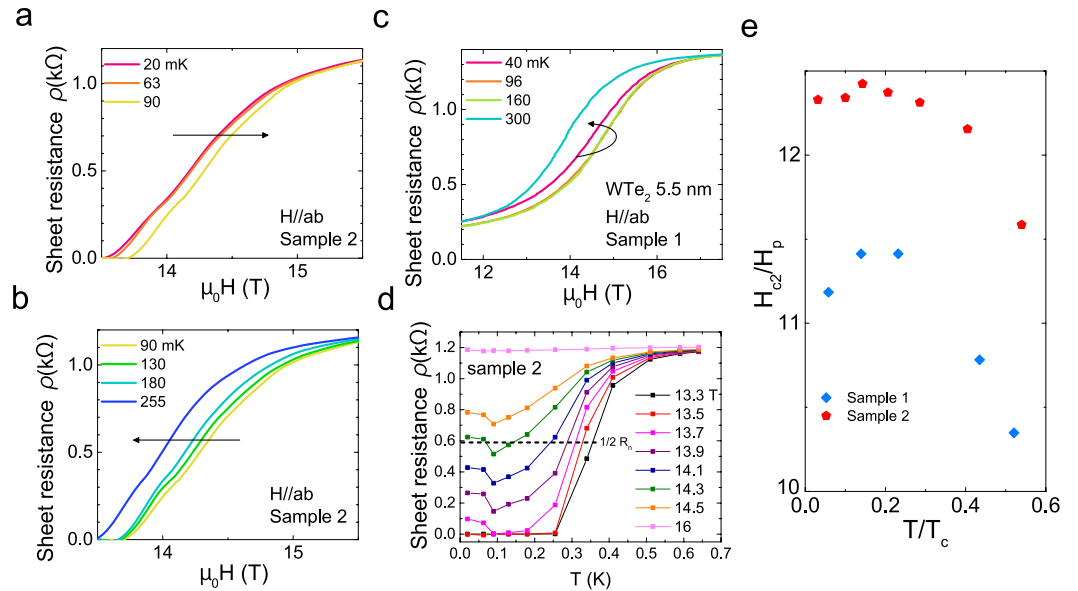 a
Sheet resistance ρ(kΩ)
1.0
0.5
0.0
20 mK
63
90
H//ab
Sample 2
14
15
μ₀H (T)
b
Sheet resistance ρ(kΩ)
1.0
0.5
0.0
90 mK
130
180
255
H//ab
Sample 2
14
15
μ₀H (T)
c
Sheet resistance ρ(kΩ)
1.0
0.5
0.0
40 mK
96
160
300
WTe₂ 5.5 nm
H//ab
Sample 1
12
14
16
μ₀H (T)
d
Sheet resistance ρ(kΩ)
1.2
1.0
0.8
0.6
0.4
0.2
0.0
sample 2
1/2 Rₙ
13.3 T
13.5
13.7
13.9
14.1
14.3
14.5
16
0.0 0.1 0.2 0.3 0.4 0.5 0.6 0.7
T (K)
e
H_c2/H_p
12
11
10
Sample 1
Sample 2
0.0 0.2 0.4 0.6
T/T_c